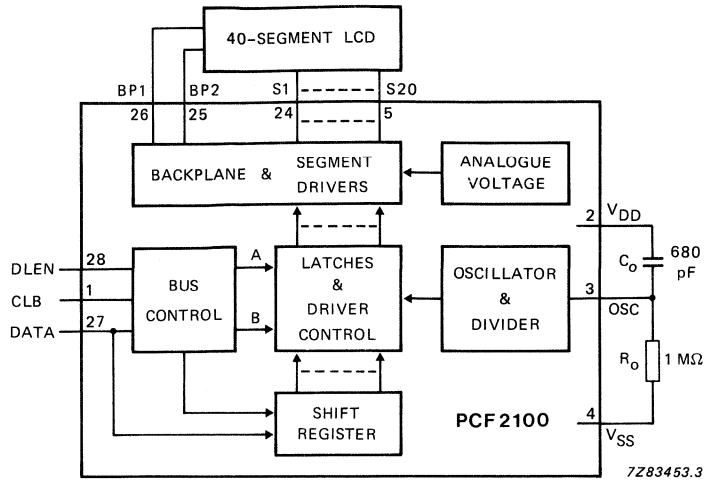 40-SEGMENT LCD
BP1 BP2 S1 S20
26 25 24 5
BACKPLANE & SEGMENT DRIVERS
ANALOGUE VOLTAGE
2 VDD
DLEN 28
CLB 1
DATA 27
BUS CONTROL
A
B
LATCHES & DRIVER CONTROL
OSCILLATOR & DIVIDER
3 OSC
Co 680 pF
Ro 1 MΩ
SHIFT REGISTER
PCF2100
4 VSS
7Z83453.3